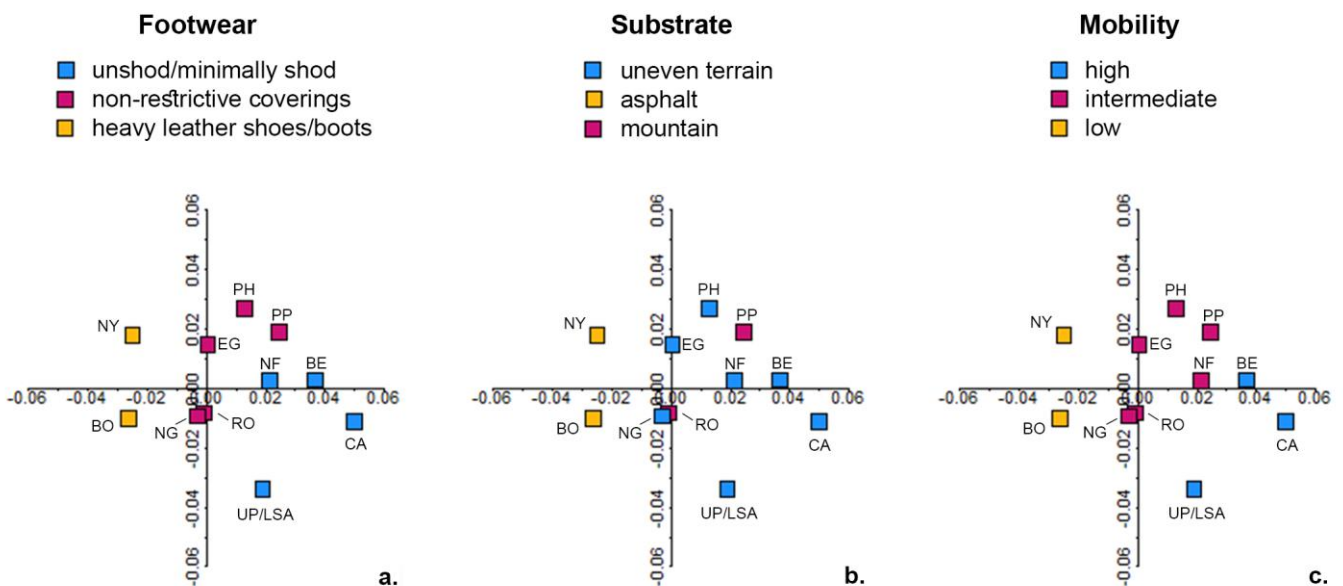 Footwear
unshod/minimally shod
non-restrictive coverings
heavy leather shoes/boots
0.06
0.04
0.02
0.00
-0.02
-0.04
-0.06
-0.06
-0.04
-0.02
0.00
0.02
0.04
0.06
PH
PP
NY
EG
NF
BE
BO
NG
RO
CA
UP/LSA
a.
Substrate
uneven terrain
asphalt
mountain
0.06
0.04
0.02
0.00
-0.02
-0.04
-0.06
-0.06
-0.04
-0.02
0.00
0.02
0.04
0.06
PH
PP
NY
EG
NF
BE
BO
NG
RO
CA
UP/LSA
b.
Mobility
high
intermediate
low
0.06
0.04
0.02
0.00
-0.02
-0.04
-0.06
-0.06
-0.04
-0.02
0.00
0.02
0.04
0.06
PH
PP
NY
EG
NF
BE
BO
NG
RO
CA
UP/LSA
c.